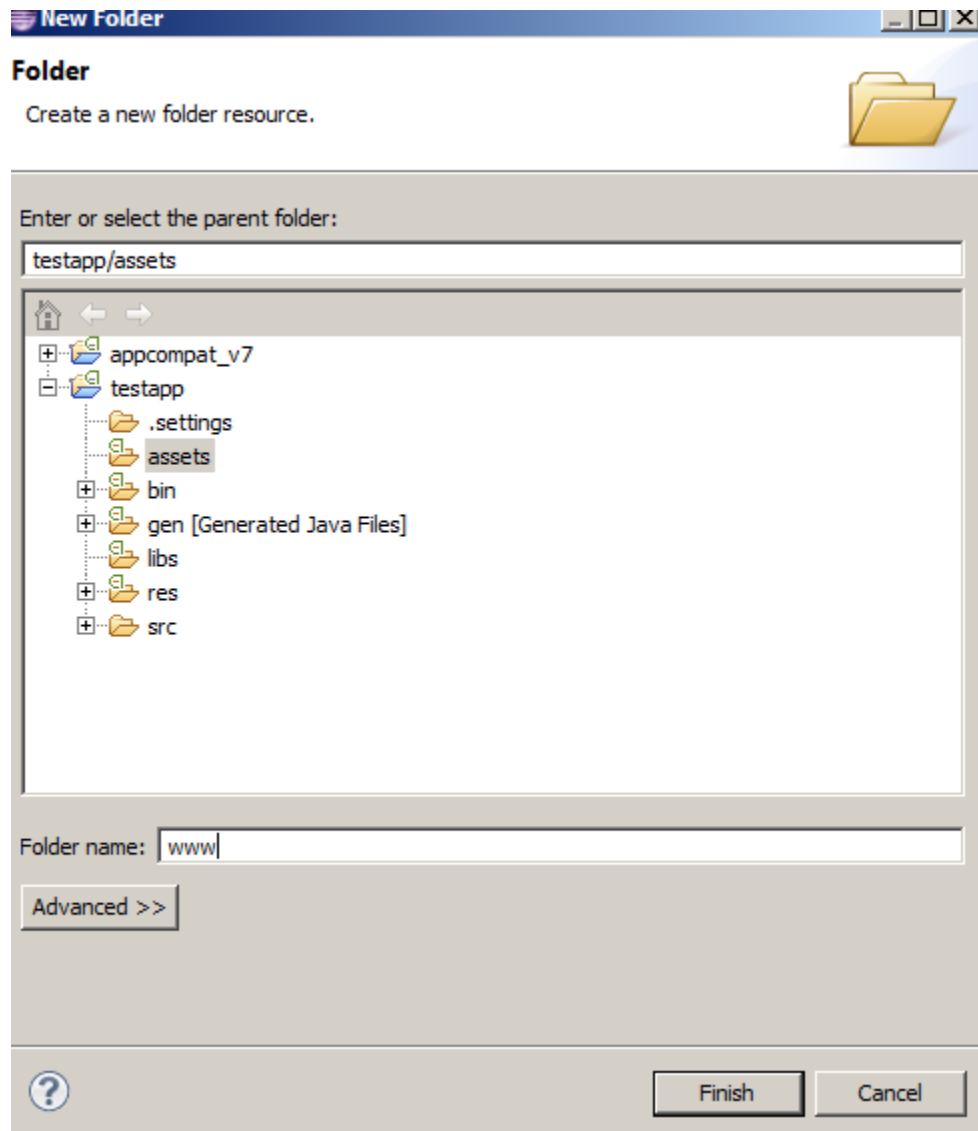 New Folder
Folder
Create a new folder resource.
Enter or select the parent folder:
testapp/assets
appcompat_v7
testapp
.settings
assets
bin
gen [Generated Java Files]
libs
res
src
Folder name: www
Advanced >>
? Finish Cancel